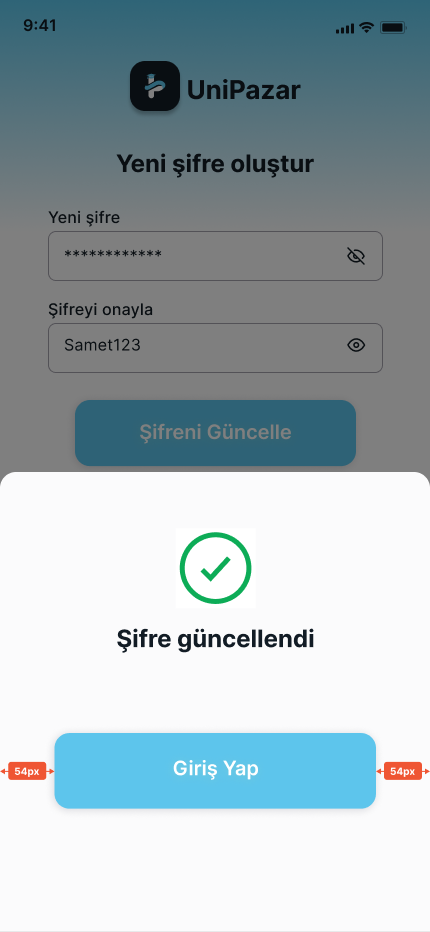 9:41
UniPazar
Yeni şifre oluştur
Yeni şifre
************
Şifreyi onayla
Samet123
Şifreni Güncelle
Şifre güncellendi
54px Giriş Yap 54px